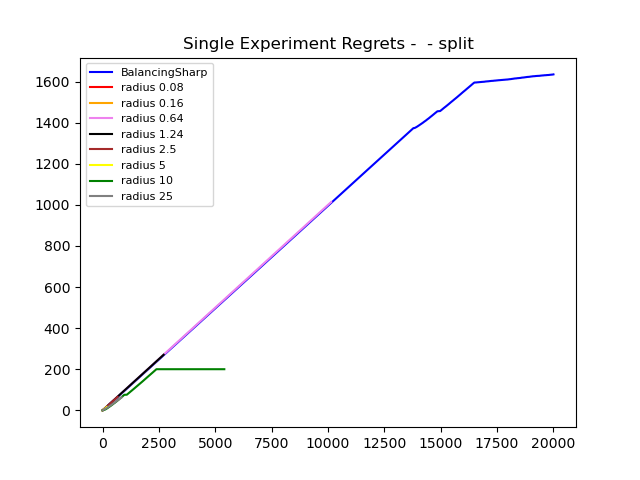 Single Experiment Regrets -  - split
BalancingSharp
radius 0.08
radius 0.16
radius 0.64
radius 1.24
radius 2.5
radius 5
radius 10
radius 25
1600
1400
1200
1000
800
600
400
200
0
0 2500 5000 7500 10000 12500 15000 17500 20000